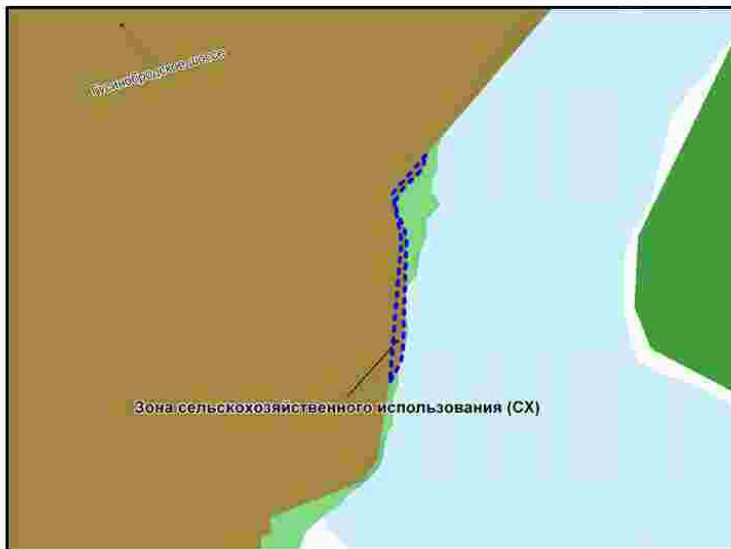 Гусинобродское шоссе
Зона сельскохозяйственного использования (СХ)